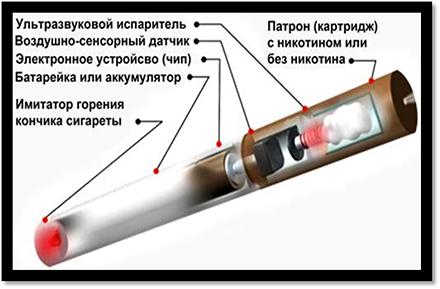 Ультразвуковой испаритель
Воздушно-сенсорный датчик
Электронное устройсво (чип)
Батарейка или аккумулятор
Имитатор горения
кончика сигареты
Патрон (картридж)
с никотином или
без никотина